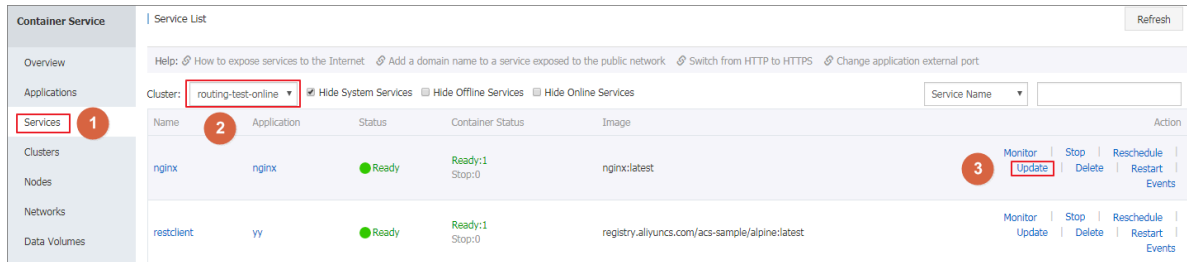 Container Service
Service List
Refresh
Overview
Help: How to expose services to the Internet Add a domain name to a service exposed to the public network Switch from HTTP to HTTPS Change application external port
Applications
Cluster: routing-test-online Hide System Services Hide Offline Services Hide Online Services Service Name
Services 1
2
Name Application Status Container Status Image Action
Clusters
nginx nginx Ready Ready:1 Stop:0 nginx:latest
Monitor | Stop | Reschedule |
3 Update | Delete | Restart |
Events
Nodes
Networks
restclient yy Ready Ready:1 Stop:0 registry.aliyuncs.com/acs-sample/alpine:latest
Monitor | Stop | Reschedule |
Update | Delete | Restart |
Events
Data Volumes